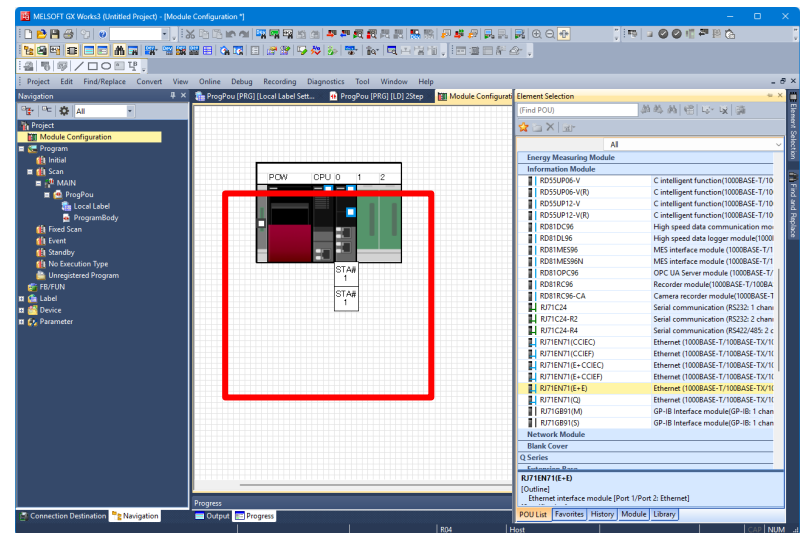 MELSOFT GX Works3 (Untitled Project) - [Module Configuration *]
Project Edit Find/Replace Convert View Online Debug Recording Diagnostics Tool Window Help
Navigation
All
Project
Module Configuration
Program
Initial
Scan
MAIN
ProgPou
Local Label
ProgramBody
Fixed Scan
Event
Standby
No Execution Type
Unregistered Program
FB/FUN
Label
Device
Parameter
Connection Destination
Navigation
ProgPou [PRG] [Local Label Sett...
ProgPou [PRG] [LD] 2Step
Module Configurati
POW CPU 0 1 2
STA#
1
STA#
1
Progress
Output
Progress
Element Selection
(Find POU)
All
Energy Measuring Module
Information Module
RD55UP06-V C intelligent function(1000BASE-T/10
RD55UP06-V(R) C intelligent function(1000BASE-T/10
RD55UP12-V C intelligent function(1000BASE-T/10
RD55UP12-V(R) C intelligent function(1000BASE-T/10
RD81DC96 High speed data communication mo
RD81DL96 High speed data logger module(1000
RD81MES96 MES interface module (1000BASE-T/1
RD81MES96N MES interface module (1000BASE-T/1
RD81OPC96 OPC UA Server module (1000BASE-T/
RD81RC96 Recorder module(1000BASE-T/100BA
RD81RC96-CA Camera recorder module(1000BASE-T
RJ71C24 Serial communication (RS232: 1 chan
RJ71C24-R2 Serial communication (RS232: 2 chan
RJ71C24-R4 Serial communication (RS422/485: 2 c
RJ71EN71(CCIEC) Ethernet (1000BASE-T/100BASE-TX/10
RJ71EN71(CCIEF) Ethernet (1000BASE-T/100BASE-TX/10
RJ71EN71(E+CCIEC) Ethernet (1000BASE-T/100BASE-TX/10
RJ71EN71(E+CCIEF) Ethernet (1000BASE-T/100BASE-TX/10
RJ71EN71(E+E) Ethernet (1000BASE-T/100BASE-TX/10
RJ71EN71(Q) Ethernet (1000BASE-T/100BASE-TX/10
RJ71GB91(M) GP-IB Interface module(GP-IB: 1 chan
RJ71GB91(S) GP-IB Interface module(GP-IB: 1 chan
Network Module
Blank Cover
Q Series
Extension Base
RJ71EN71(E+E)
[Outline]
Ethernet interface module [Port 1/Port 2: Ethernet]
POU List Favorites History Module Library
Element Selection
Find and Replace
R04 Host CAP NUM